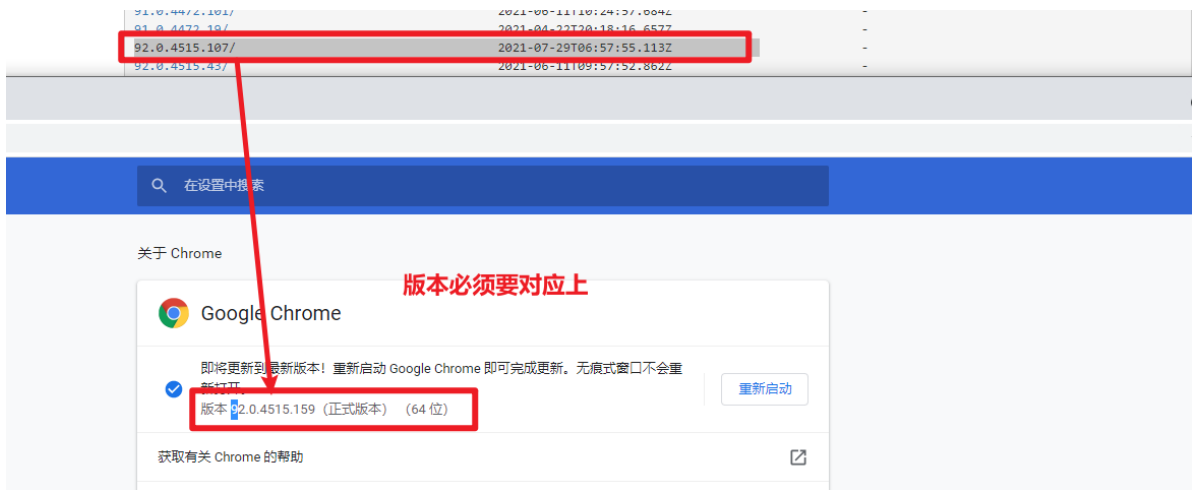 91.0.4472.101/ 2021-06-11T10:24:57.684Z
91.0.4472.19/ 2021-04-22T20:18:16.657Z -
92.0.4515.107/ 2021-07-29T06:57:55.113Z -
92.0.4515.43/ 2021-06-11T09:57:52.862Z -
在设置中搜索
关于 Chrome
版本必须要对应上
Google Chrome
即将更新到最新版本！重新启动 Google Chrome 即可完成更新。无痕式窗口不会重
新打开。
重新启动
版本 92.0.4515.159（正式版本） （64 位）
获取有关 Chrome 的帮助